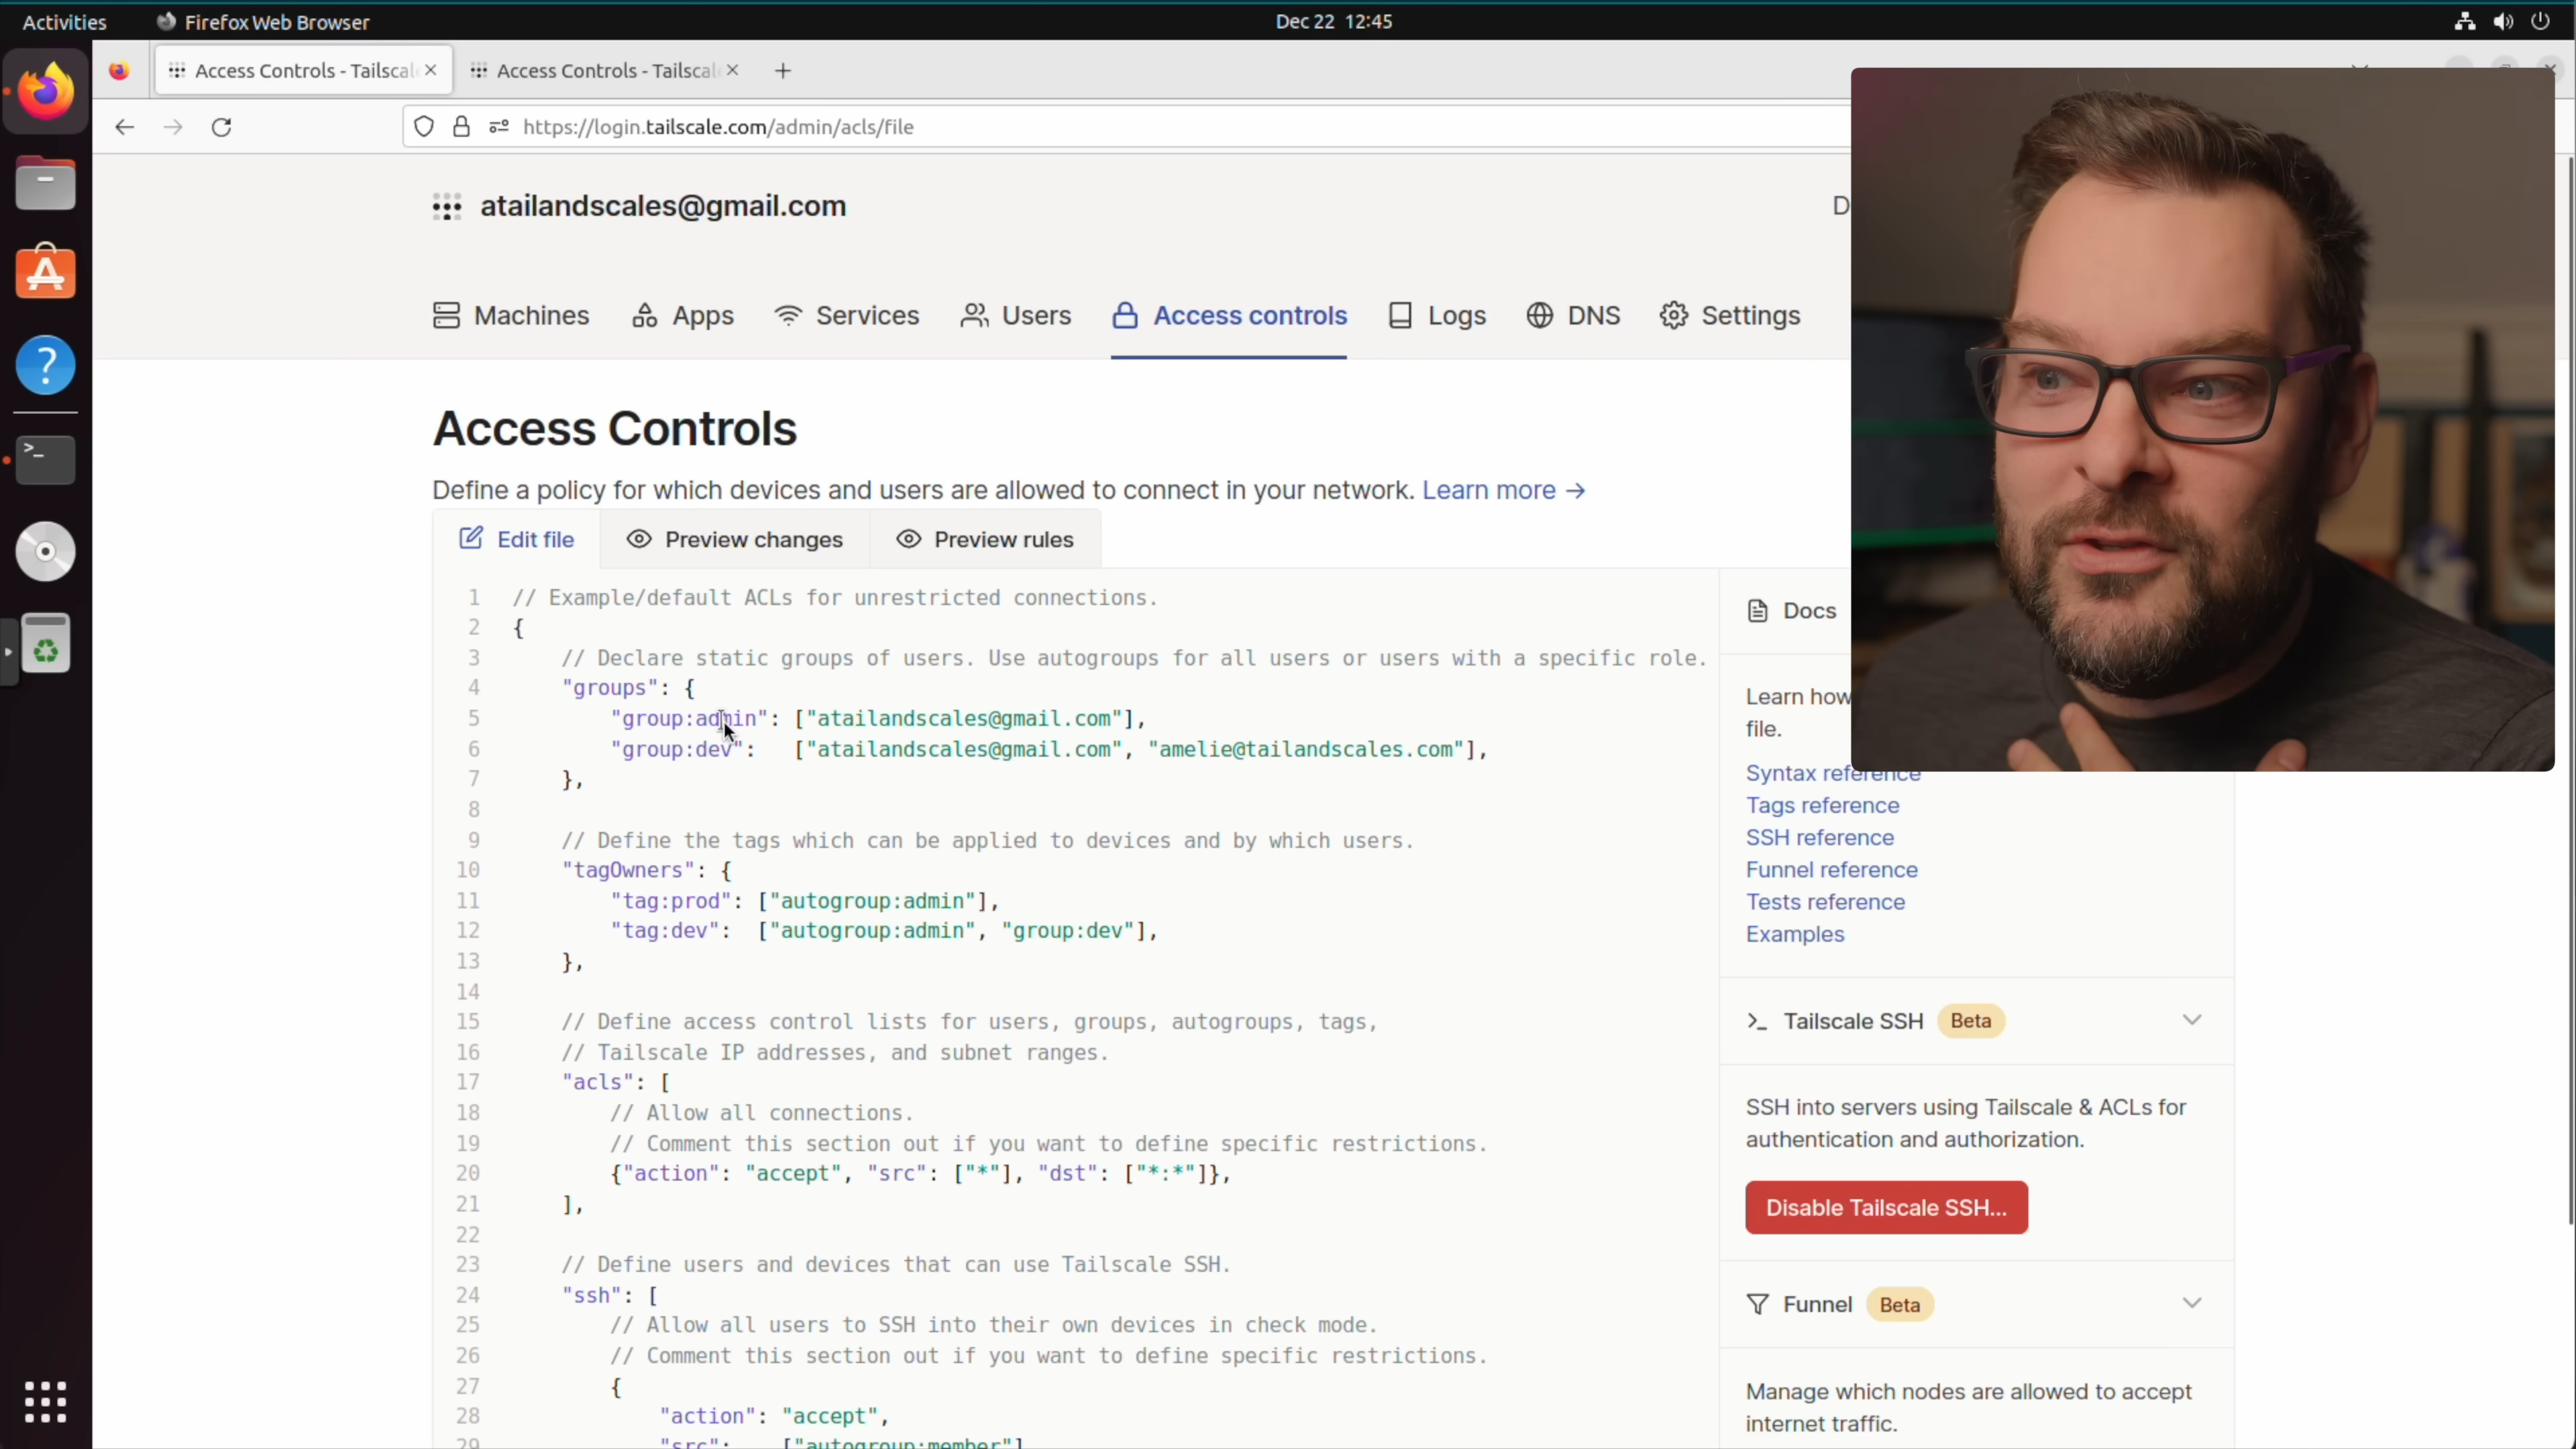 Activities
Firefox Web Browser
Dec 22 12:45
Access Controls - Tailscal
Access Controls - Tailscal
https://login.tailscale.com/admin/acls/file
atailandscales@gmail.com
D
Machines
Apps
Services
Users
Access controls
Logs
DNS
Settings
Access Controls
Define a policy for which devices and users are allowed to connect in your network. Learn more →
Edit file
Preview changes
Preview rules
1 // Example/default ACLs for unrestricted connections.
2 {
3 // Declare static groups of users. Use autogroups for all users or users with a specific role.
4 "groups": {
5 "group:admin": ["atailandscales@gmail.com"],
6 "group:dev": ["atailandscales@gmail.com", "amelie@tailandscales.com"],
7 },
8
9 // Define the tags which can be applied to devices and by which users.
10 "tagOwners": {
11 "tag:prod": ["autogroup:admin"],
12 "tag:dev": ["autogroup:admin", "group:dev"],
13 },
14
15 // Define access control lists for users, groups, autogroups, tags,
16 // Tailscale IP addresses, and subnet ranges.
17 "acls": [
18 // Allow all connections.
19 // Comment this section out if you want to define specific restrictions.
20 {"action": "accept", "src": ["*"], "dst": ["*:*"]},
21 ],
22
23 // Define users and devices that can use Tailscale SSH.
24 "ssh": [
25 // Allow all users to SSH into their own devices in check mode.
26 // Comment this section out if you want to define specific restrictions.
27 {
28 "action": "accept",
29 "src": ["autogroup:member"]
Docs
Learn how
file.
Syntax reference
Tags reference
SSH reference
Funnel reference
Tests reference
Examples
Tailscale SSH Beta
SSH into servers using Tailscale & ACLs for
authentication and authorization.
Disable Tailscale SSH...
Funnel Beta
Manage which nodes are allowed to accept
internet traffic.